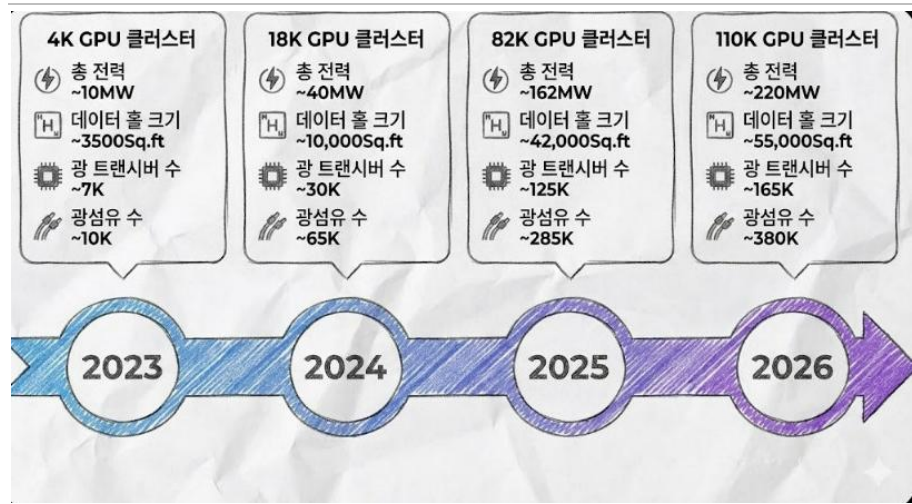 4K GPU 클러스터
총 전력
~10MW
데이터 홀 크기
~3500Sq.ft
광 트랜시버 수
~7K
광섬유 수
~10K
18K GPU 클러스터
총 전력
~40MW
데이터 홀 크기
~10,000Sq.ft
광 트랜시버 수
~30K
광섬유 수
~65K
82K GPU 클러스터
총 전력
~162MW
데이터 홀 크기
~42,000Sq.ft
광 트랜시버 수
~125K
광섬유 수
~285K
110K GPU 클러스터
총 전력
~220MW
데이터 홀 크기
~55,000Sq.ft
광 트랜시버 수
~165K
광섬유 수
~380K
2023
2024
2025
2026